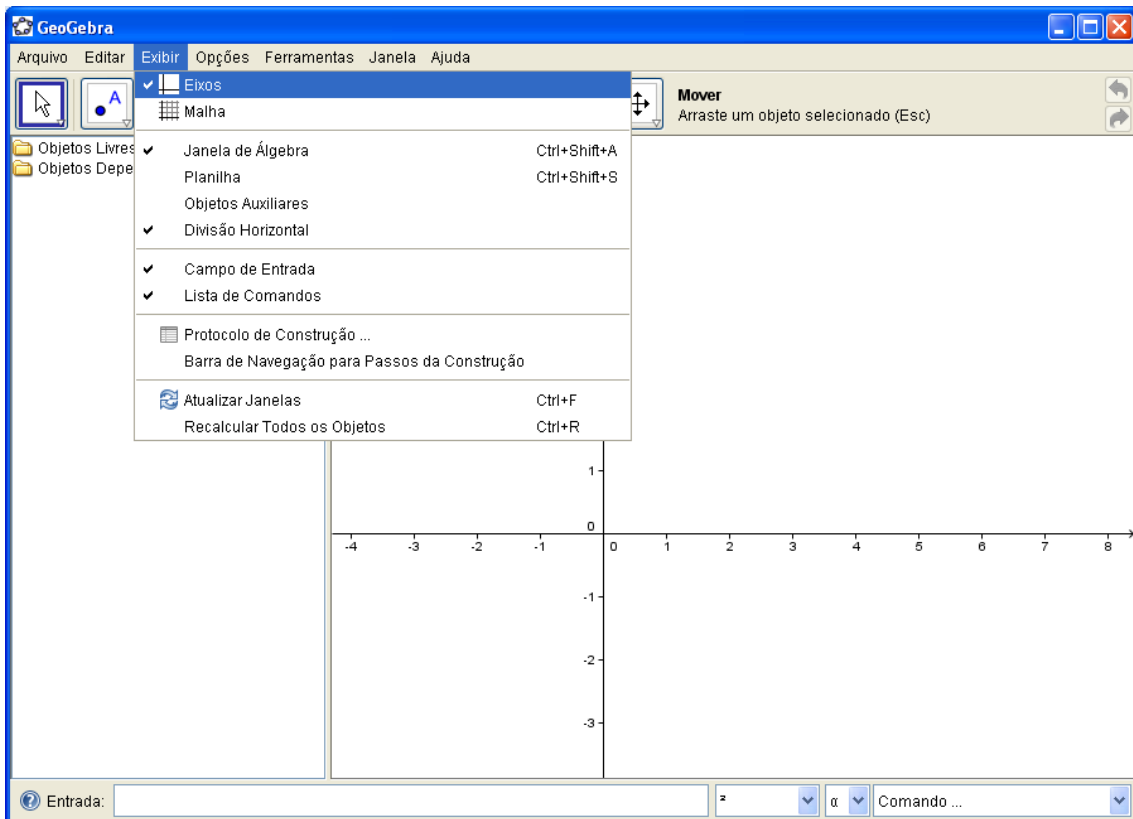 GeoGebra
Arquivo Editar Exibir Opções Ferramentas Janela Ajuda
A
Mover
Arraste um objeto selecionado (Esc)
Eixos
Malha
Objetos Livres
Objetos Depe
Janela de Álgebra Ctrl+Shift+A
Planilha Ctrl+Shift+S
Objetos Auxiliares
Divisão Horizontal
Campo de Entrada
Lista de Comandos
Protocolo de Construção ...
Barra de Navegação para Passos da Construção
Atualizar Janelas Ctrl+F
Recalcular Todos os Objetos Ctrl+R
1
0
-4 -3 -2 -1 0 1 2 3 4 5 6 7 8
-1
-2
-3
Entrada: ² α Comando ...